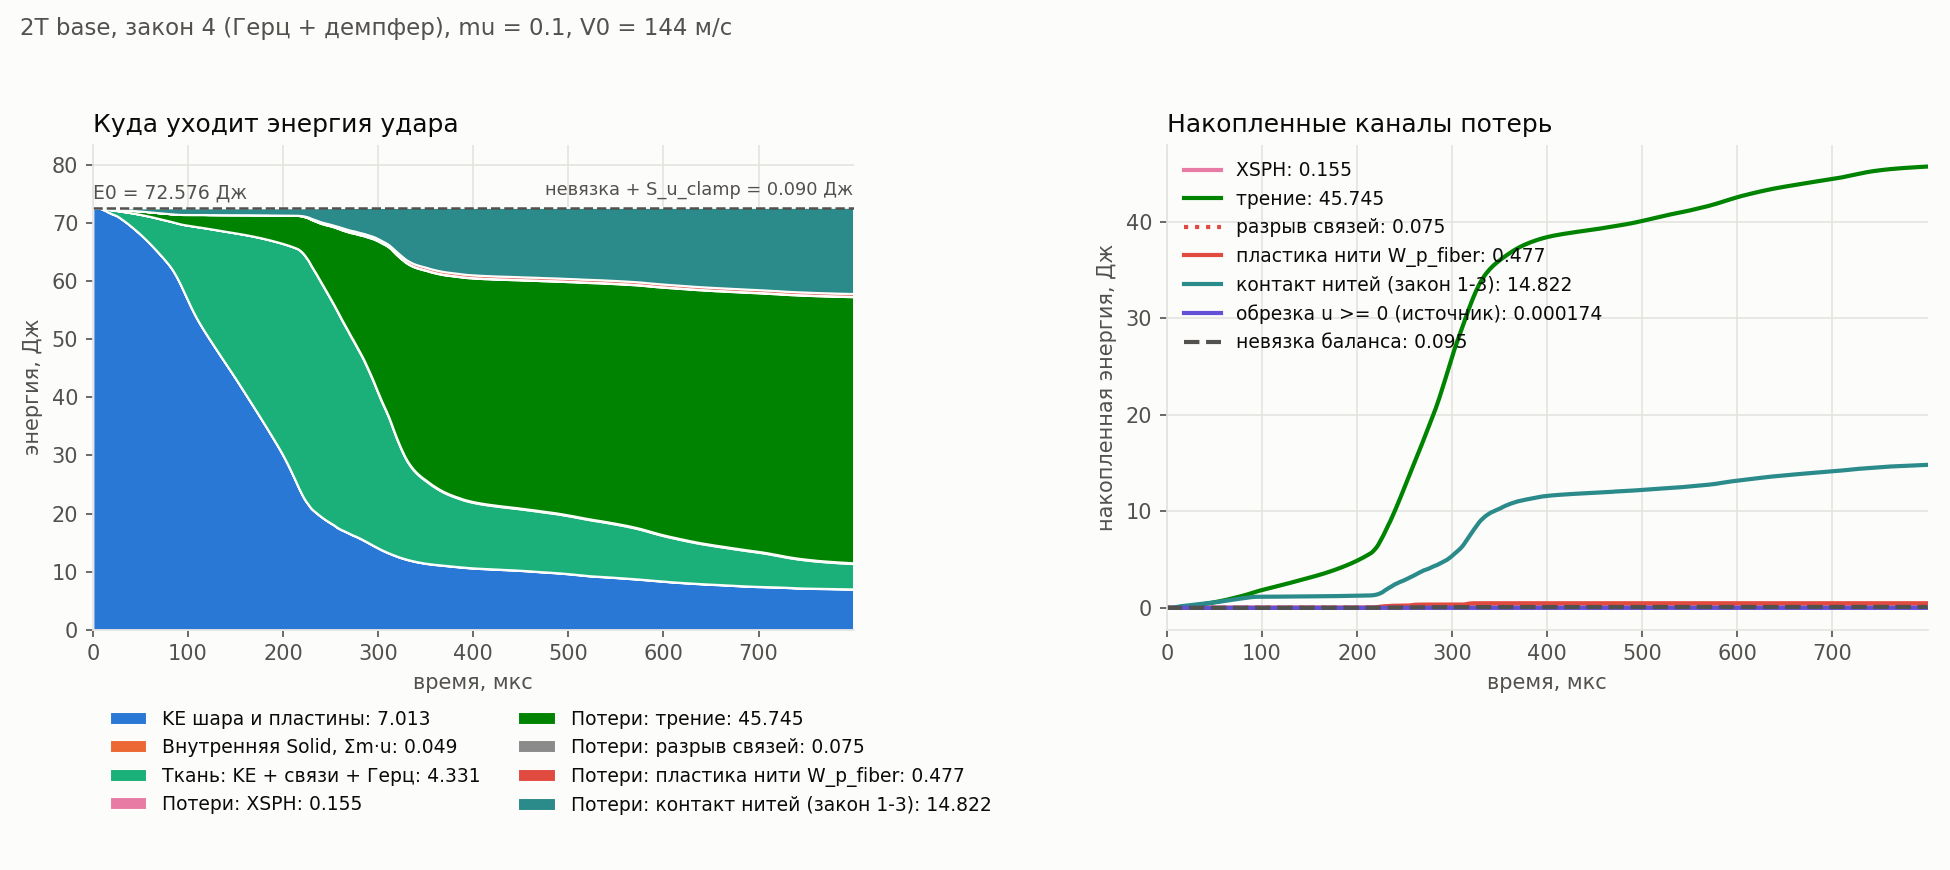 2T base, закон 4 (Герц + демпфер), mu = 0.1, V0 = 144 м/с
Куда уходит энергия удара
E0 = 72.576 Дж
невязка + S_u_clamp = 0.090 Дж
80
70
60
50
40
30
20
10
0
энергия, Дж
0 100 200 300 400 500 600 700
время, мкс
KE шара и пластины: 7.013
Внутренняя Solid, Σm·u: 0.049
Ткань: KE + связи + Герц: 4.331
Потери: XSPH: 0.155
Потери: трение: 45.745
Потери: разрыв связей: 0.075
Потери: пластика нити W_p_fiber: 0.477
Потери: контакт нитей (закон 1-3): 14.822
Накопленные каналы потерь
XSPH: 0.155
трение: 45.745
разрыв связей: 0.075
пластика нити W_p_fiber: 0.477
контакт нитей (закон 1-3): 14.822
обрезка u >= 0 (источник): 0.000174
невязка баланса: 0.095
40
30
20
10
0
накопленная энергия, Дж
0 100 200 300 400 500 600 700
время, мкс